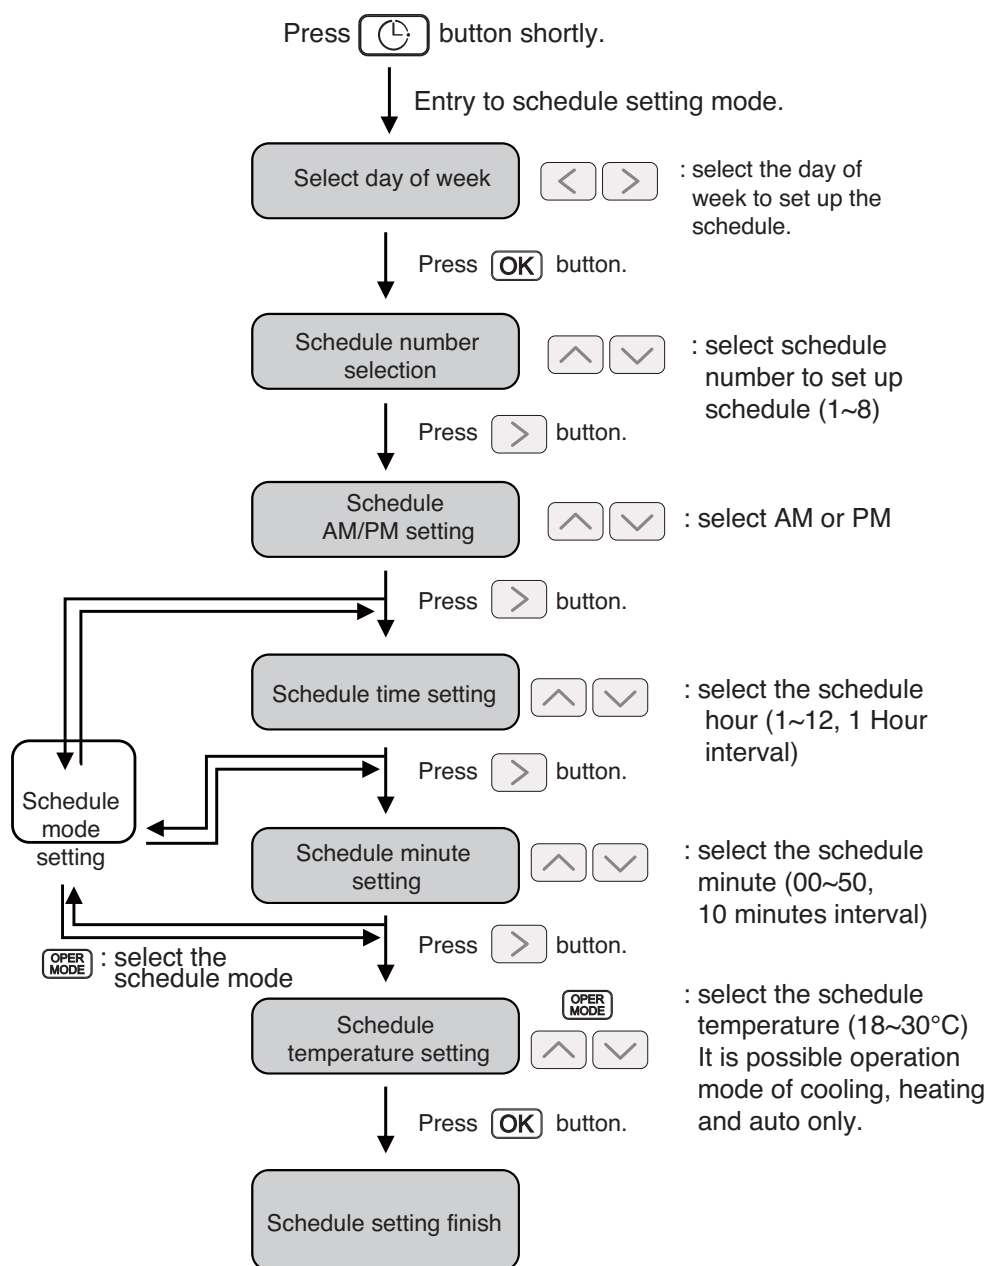 Press button shortly.
Entry to schedule setting mode.
Select day of week
: select the day of
week to set up the
schedule.
Press OK button.
Schedule number
selection
: select schedule
number to set up
schedule (1~8)
Press > button.
Schedule
AM/PM setting
: select AM or PM
Press > button.
Schedule time setting
: select the schedule
hour (1~12, 1 Hour
interval)
Press > button.
Schedule
mode
setting
Schedule minute
setting
: select the schedule
minute (00~50,
10 minutes interval)
Press > button.
OPER
MODE
: select the
schedule mode
Schedule
temperature setting
OPER
MODE
: select the schedule
temperature (18~30°C)
It is possible operation
mode of cooling, heating
and auto only.
Press OK button.
Schedule setting finish